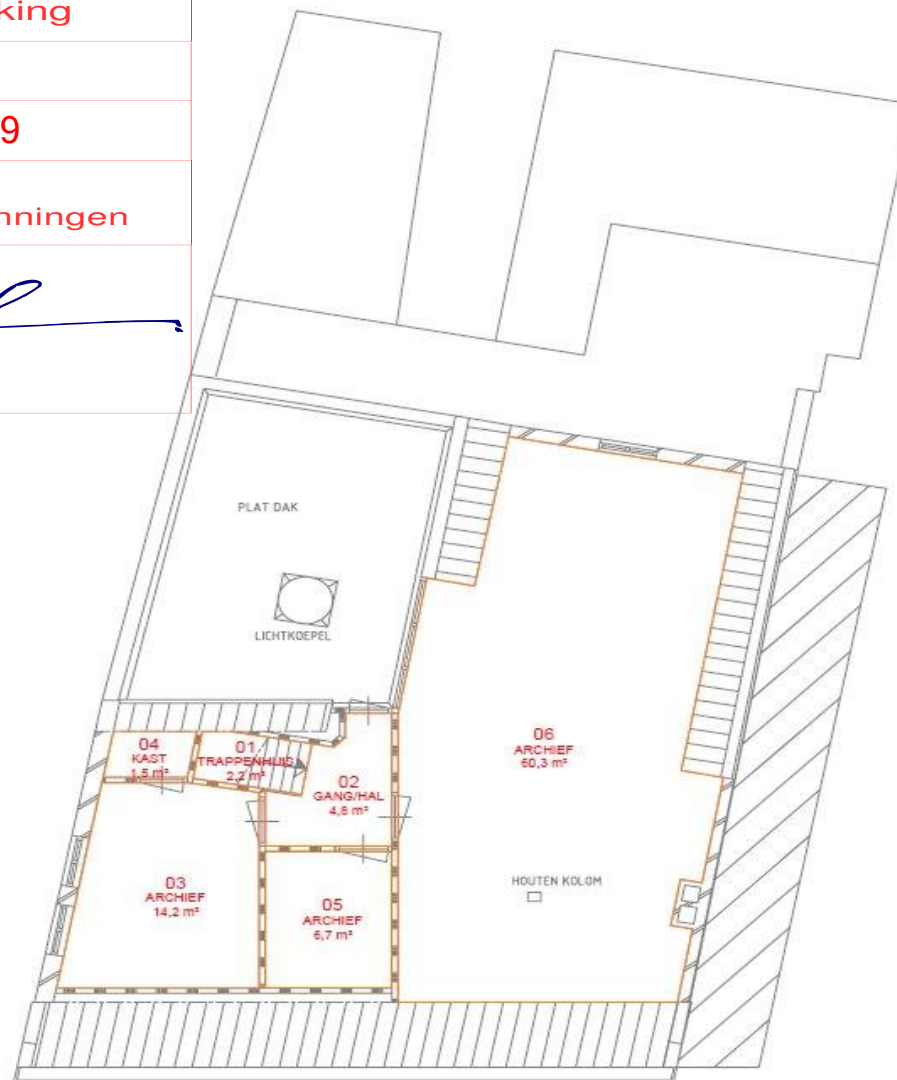 king
9
nningen
PLAT DAK
LICHTKOEPEL
04
KAST
1,5 m²
01
TRAPPENHUIS
2,2 m²
02
GANG/HAL
4,8 m²
06
ARCHIEF
60,3 m²
03
ARCHIEF
14,2 m²
05
ARCHIEF
6,7 m²
HOUTEN KOLOM